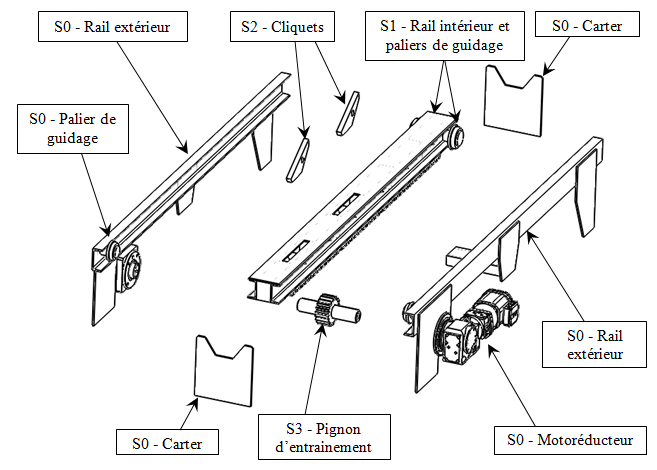 S0 - Rail extérieur
S2 - Cliquets
S1 - Rail intérieur et
paliers de guidage
S0 - Carter
S0 - Palier de
guidage
S0 - Rail
extérieur
S0 - Carter
S3 - Pignon
d’entrainement
S0 - Motoréducteur